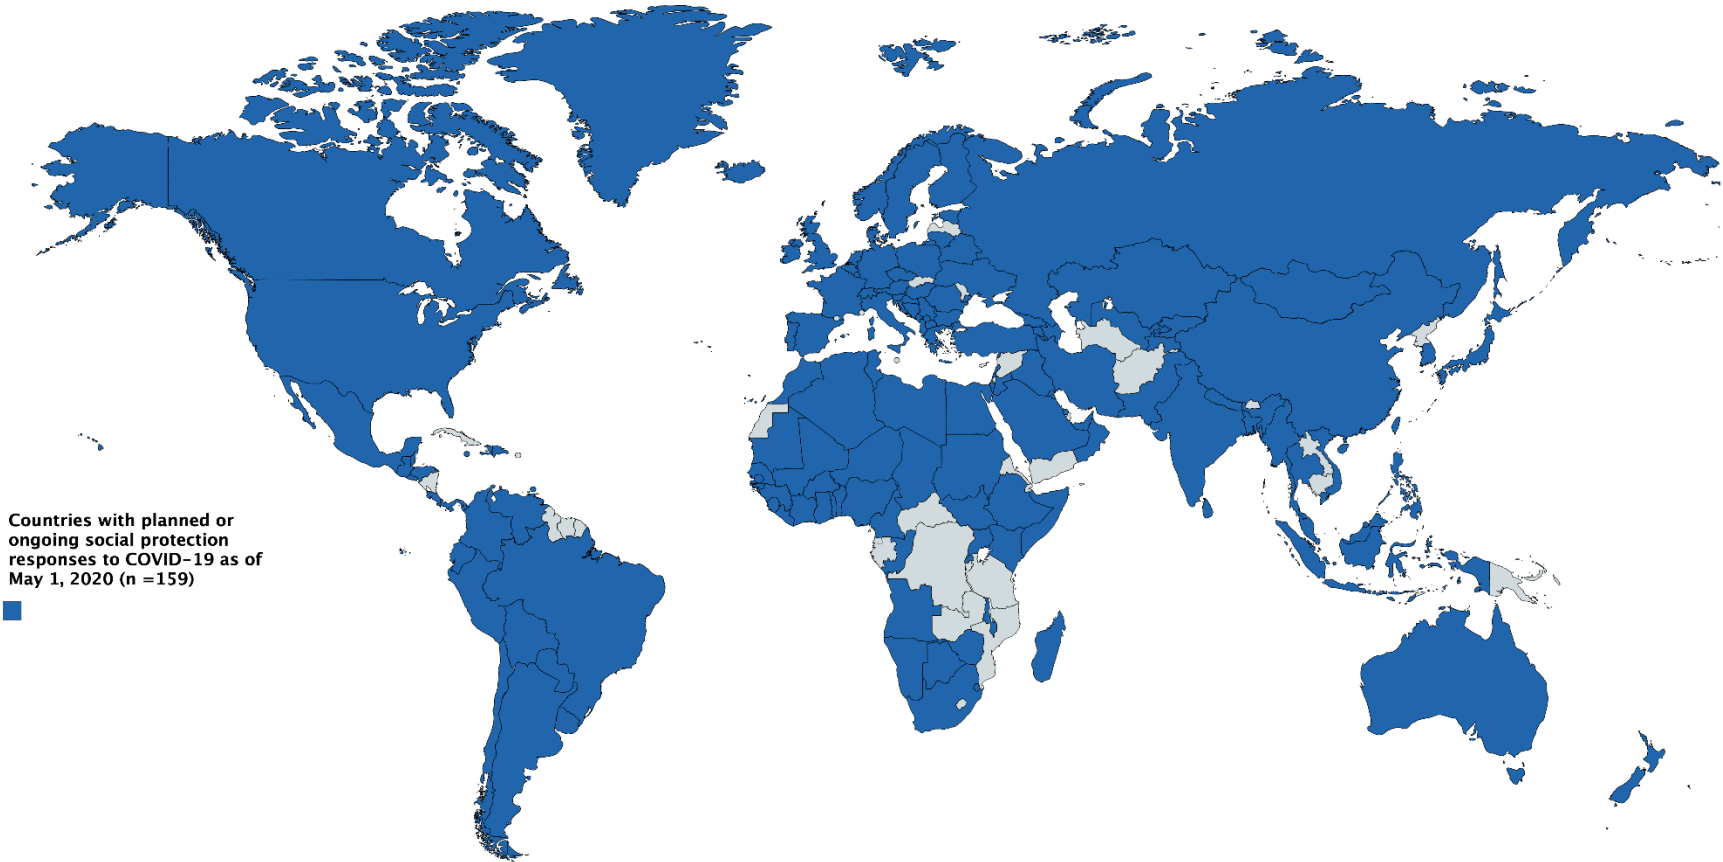 Countries with planned or
ongoing social protection
responses to COVID-19 as of
May 1, 2020 (n =159)